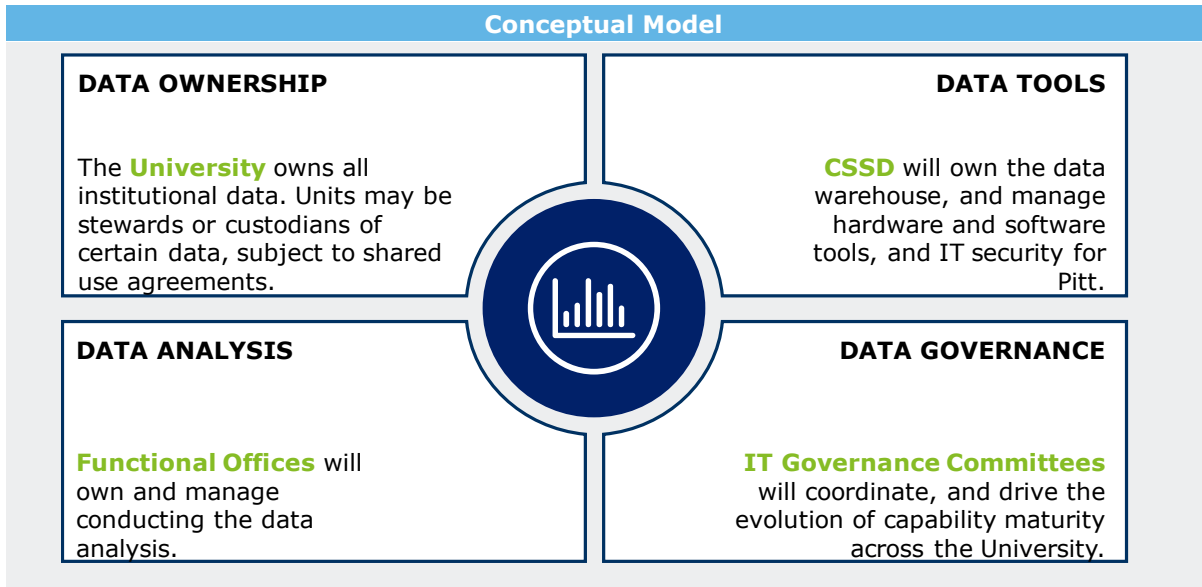 Conceptual Model
DATA OWNERSHIP
The University owns all
institutional data. Units may be
stewards or custodians of
certain data, subject to shared
use agreements.
DATA TOOLS
CSSD will own the data
warehouse, and manage
hardware and software
tools, and IT security for
Pitt.
DATA ANALYSIS
Functional Offices will
own and manage
conducting the data
analysis.
DATA GOVERNANCE
IT Governance Committees
will coordinate, and drive the
evolution of capability maturity
across the University.